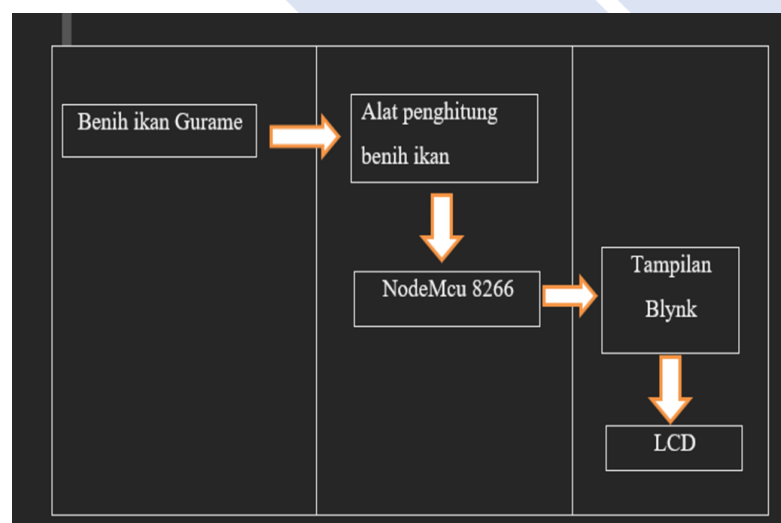 Benih ikan Gurame
Alat penghitung
benih ikan
NodeMcu 8266
Tampilan
Blynk
LCD